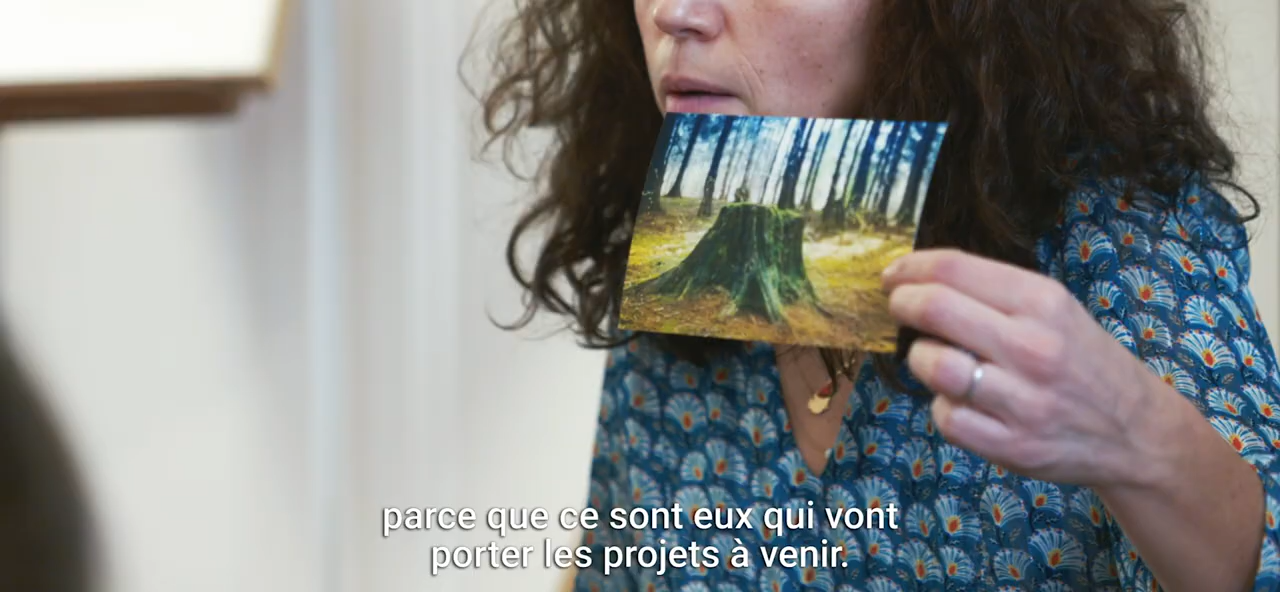 parce que ce sont eux qui vont
porter les projets à venir.